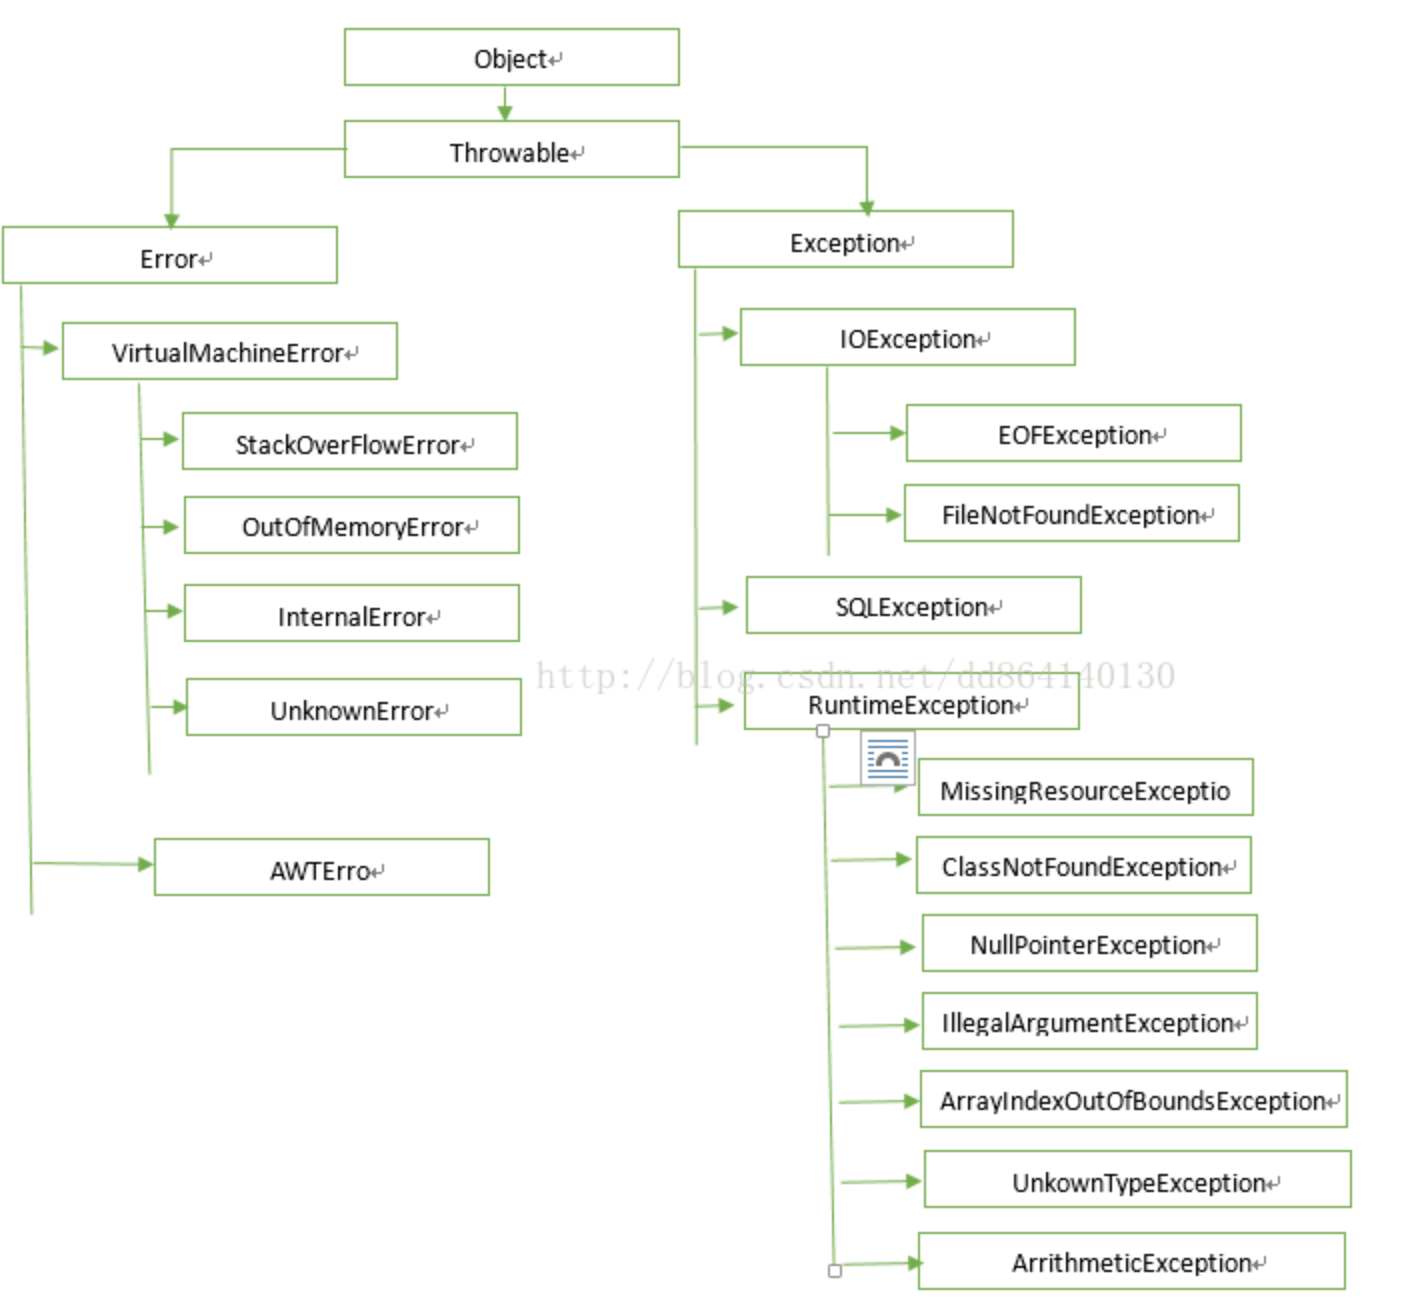 Object
Throwable
Error
Exception
VirtualMachineError
IOException
StackOverFlowError
EOFException
OutOfMemoryError
FileNotFoundException
InternalError
SQLException
http://blog.csdn.net/dd864140130
UnknownError
RuntimeException
MissingResourceExceptio
AWTErro
ClassNotFoundException
NullPointerException
IllegalArgumentException
ArrayIndexOutOfBoundsException
UnkownTypeException
ArrithmeticException